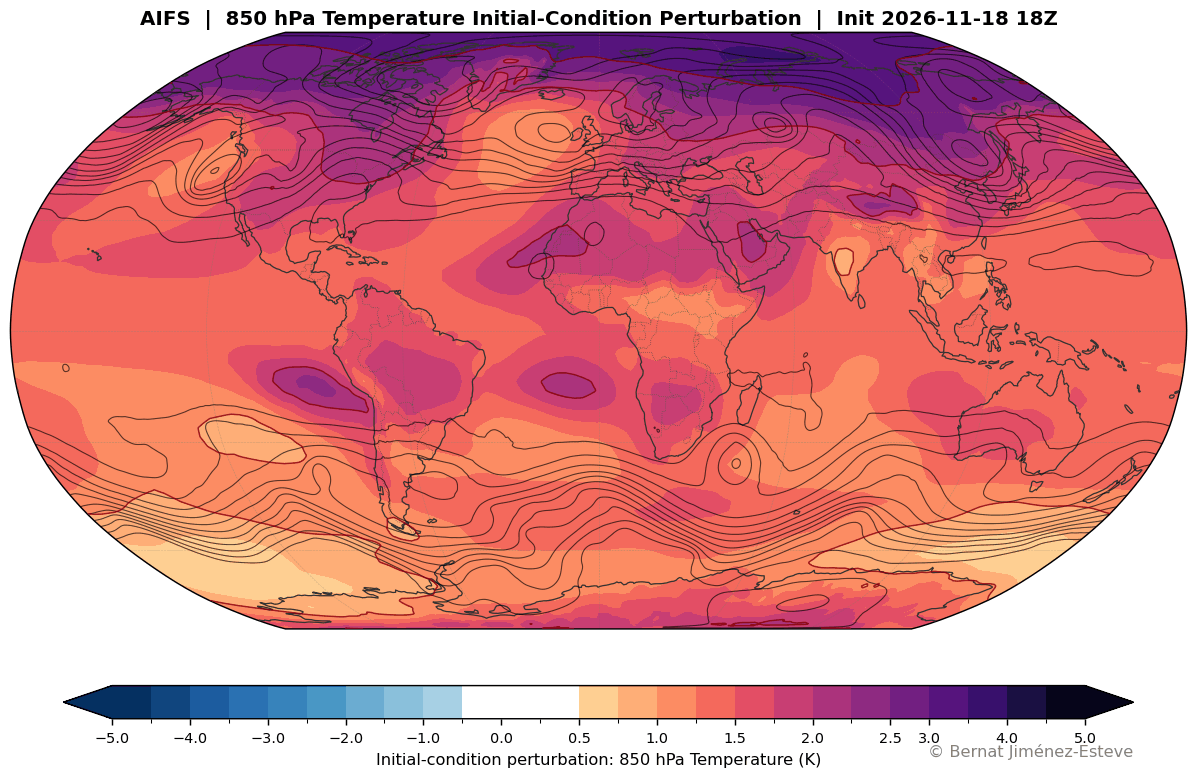 AIFS | 850 hPa Temperature Initial-Condition Perturbation | Init 2026-11-18 18Z
−5.0 −4.0 −3.0 −2.0 −1.0 0.0 0.5 1.0 1.5 2.0 2.5 3.0 4.0 5.0
Initial-condition perturbation: 850 hPa Temperature (K)
© Bernat Jiménez-Esteve